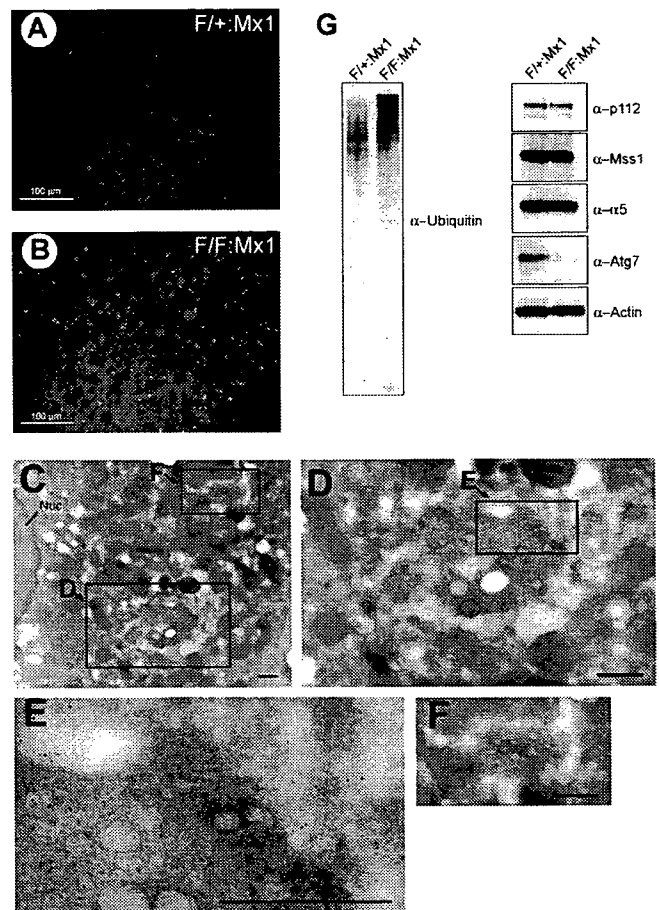 A
F/+:Mx1
100 µm
B
F/F:Mx1
100 µm
G
F/+:Mx1
F/F:Mx1
α–Ubiquitin
F/+:Mx1
F/F:Mx1
α–p112
α–Mss1
α–α5
α–Atg7
α–Actin
C
Nuc
F
D
D
E
E
F